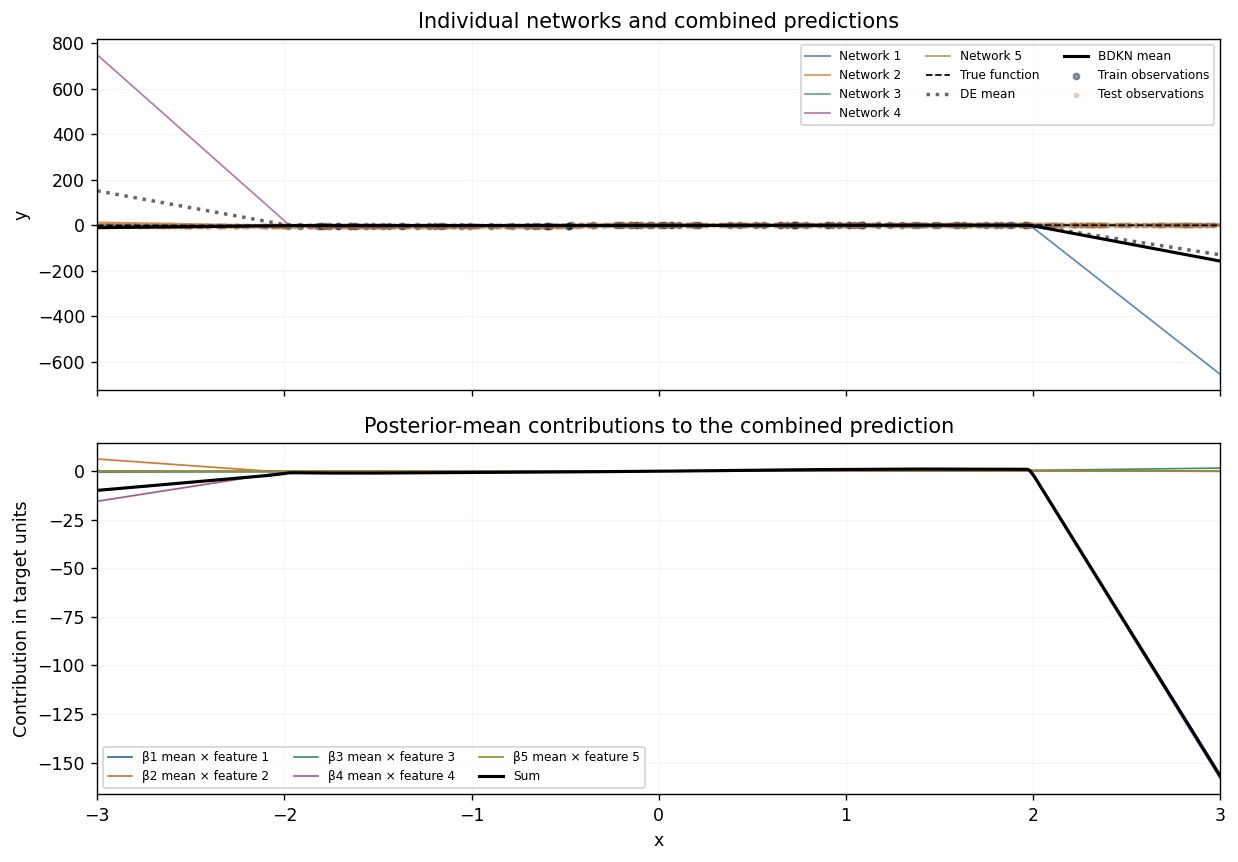 Individual networks and combined predictions
800
600
400
200
0
−200
−400
−600
y
Network 1
Network 2
Network 3
Network 4
Network 5
True function
DE mean
BDKN mean
Train observations
Test observations
Posterior-mean contributions to the combined prediction
0
−25
−50
−75
−100
−125
−150
Contribution in target units
β1 mean × feature 1
β2 mean × feature 2
β3 mean × feature 3
β4 mean × feature 4
β5 mean × feature 5
Sum
−3
−2
−1
0
1
2
3
x